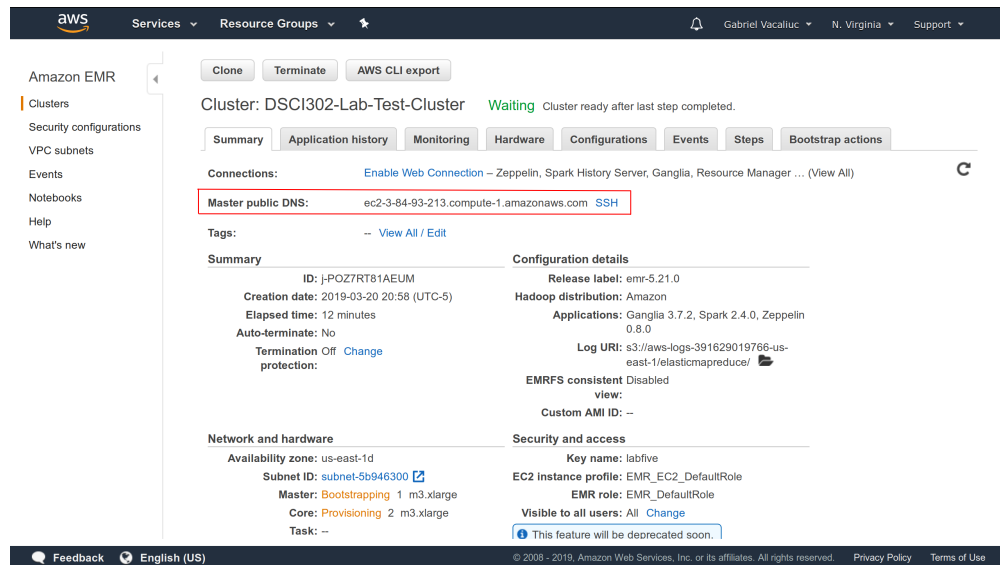 aws Services Resource Groups Gabriel Vacaliuc N. Virginia Support
Amazon EMR
Clusters
Security configurations
VPC subnets
Events
Notebooks
Help
What's new
Clone Terminate AWS CLI export
Cluster: DSCI302-Lab-Test-Cluster Waiting Cluster ready after last step completed.
Summary Application history Monitoring Hardware Configurations Events Steps Bootstrap actions
Connections: Enable Web Connection – Zeppelin, Spark History Server, Ganglia, Resource Manager … (View All)
Master public DNS: ec2-3-84-93-213.compute-1.amazonaws.com SSH
Tags: -- View All / Edit
Summary
ID: j-POZ7RT81AEUM
Creation date: 2019-03-20 20:58 (UTC-5)
Elapsed time: 12 minutes
Auto-terminate: No
Termination Off Change
protection:
Configuration details
Release label: emr-5.21.0
Hadoop distribution: Amazon
Applications: Ganglia 3.7.2, Spark 2.4.0, Zeppelin
0.8.0
Log URI: s3://aws-logs-391629019766-us-
east-1/elasticmapreduce/
EMRFS consistent Disabled
view:
Custom AMI ID: --
Network and hardware
Availability zone: us-east-1d
Subnet ID: subnet-5b946300
Master: Bootstrapping 1 m3.xlarge
Core: Provisioning 2 m3.xlarge
Task: --
Security and access
Key name: labfive
EC2 instance profile: EMR_EC2_DefaultRole
EMR role: EMR_DefaultRole
Visible to all users: All Change
This feature will be deprecated soon.
Feedback English (US) © 2008 - 2019, Amazon Web Services, Inc. or its affiliates. All rights reserved. Privacy Policy Terms of Use